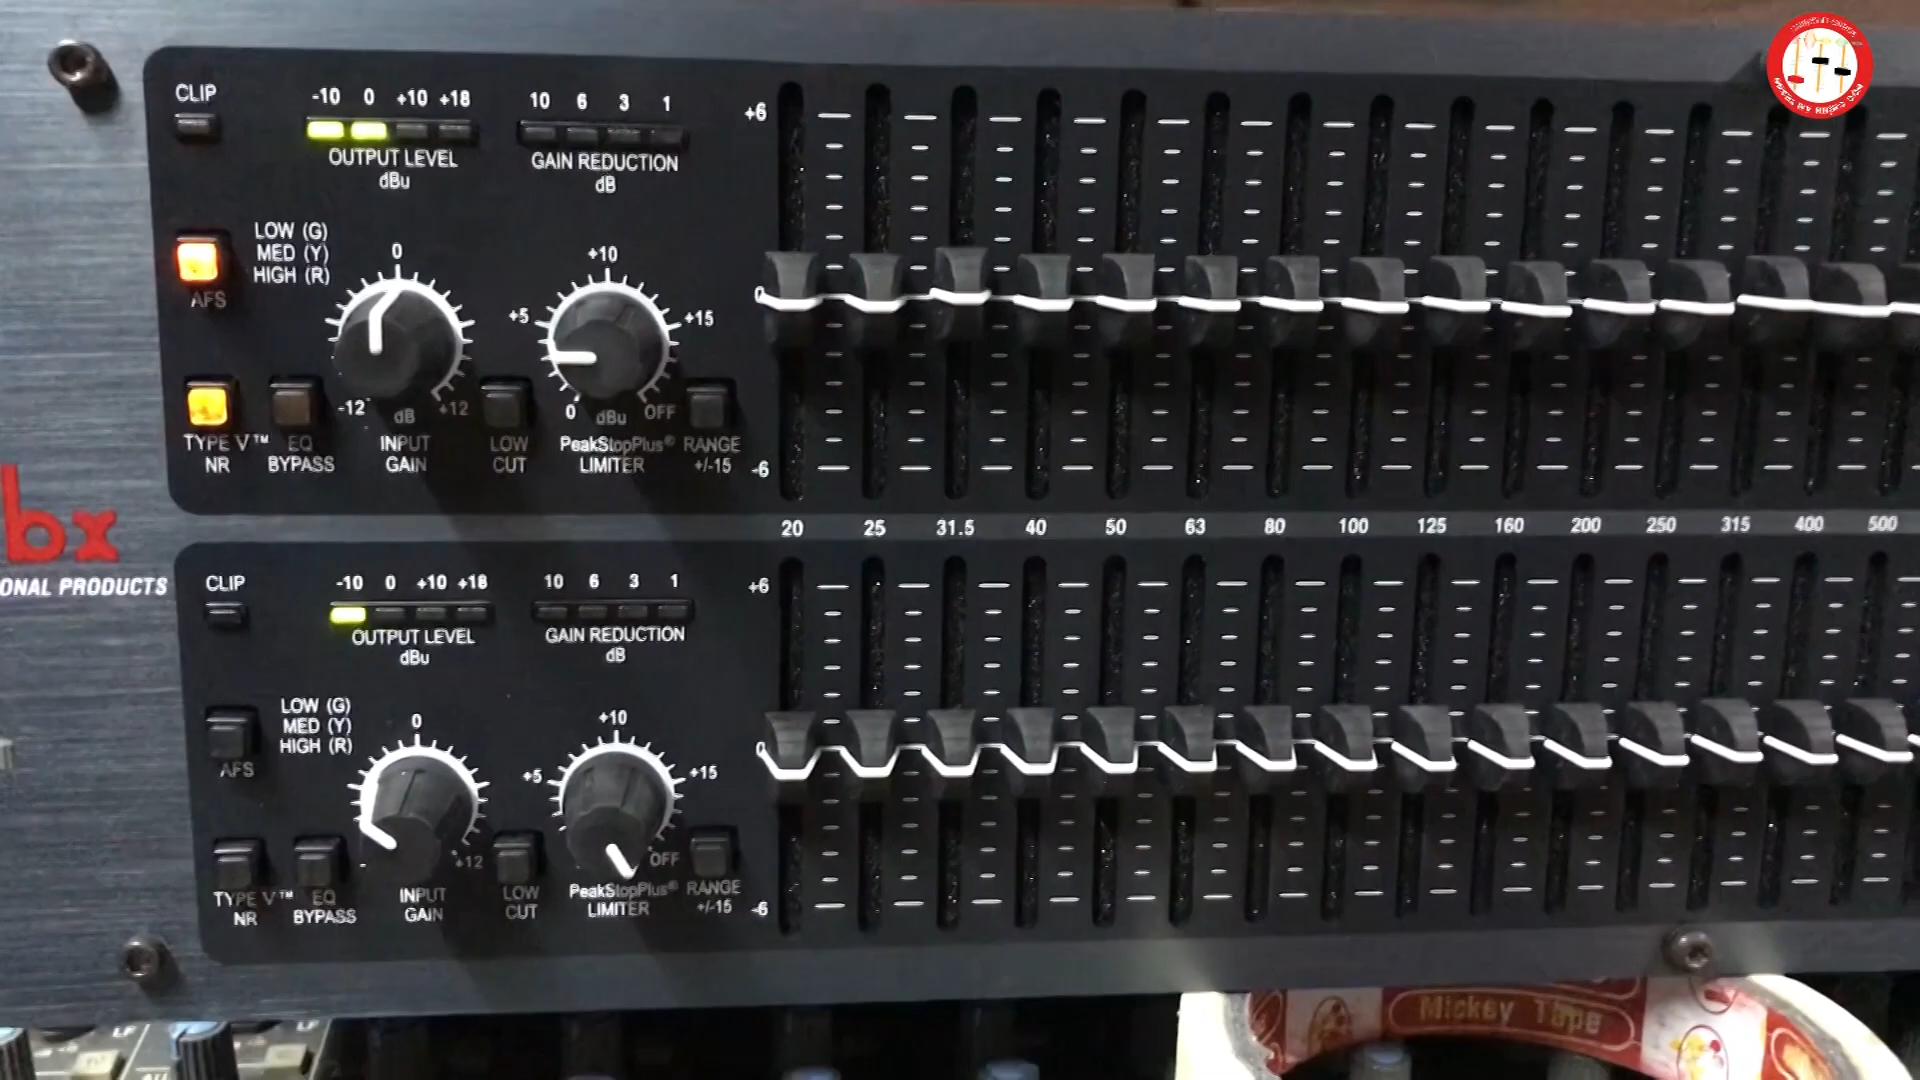 CLIP
-10 0 +10 +18
OUTPUT LEVEL
dBu
10 6 3 1
GAIN REDUCTION
dB
+6
LOW (G)
MED (Y)
HIGH (R)
AFS
0
-12
+12
dB
INPUT
GAIN
+10
+5
+15
0
dBu
OFF
PeakStopPlus®
LIMITER
0
-6
TYPE V™
NR
EQ
BYPASS
LOW
CUT
RANGE
+/-15
bx
ONAL PRODUCTS
20 25 31.5 40 50 63 80 100 125 160 200 250 315 400 500
CLIP
-10 0 +10 +18
OUTPUT LEVEL
dBu
10 6 3 1
GAIN REDUCTION
dB
+6
LOW (G)
MED (Y)
HIGH (R)
AFS
0
+12
INPUT
GAIN
+10
+5
+15
OFF
PeakStopPlus®
LIMITER
0
-6
TYPE V™
NR
EQ
BYPASS
LOW
CUT
RANGE
+/-15
Mickey Tape